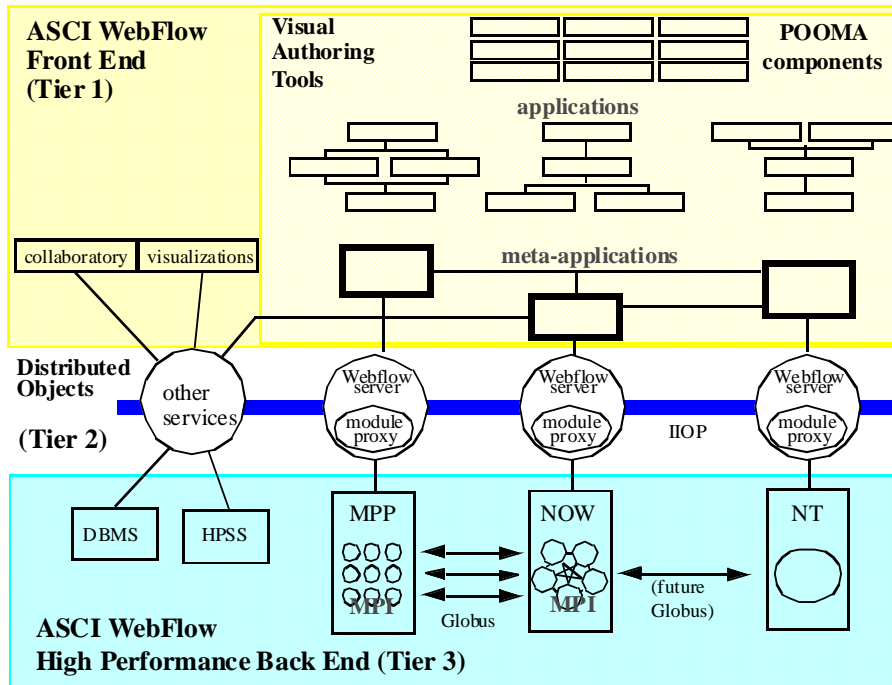 ASCI WebFlow
Front End
(Tier 1)
Visual
Authoring
Tools
POOMA
components
applications
collaboratory
visualizations
meta-applications
Distributed
Objects
(Tier 2)
other
services
Webflow
server
module
proxy
Webflow
server
module
proxy
IIOP
Webflow
server
module
proxy
DBMS
HPSS
MPP
MPI
Globus
NOW
MPI
(future
Globus)
NT
ASCI WebFlow
High Performance Back End (Tier 3)